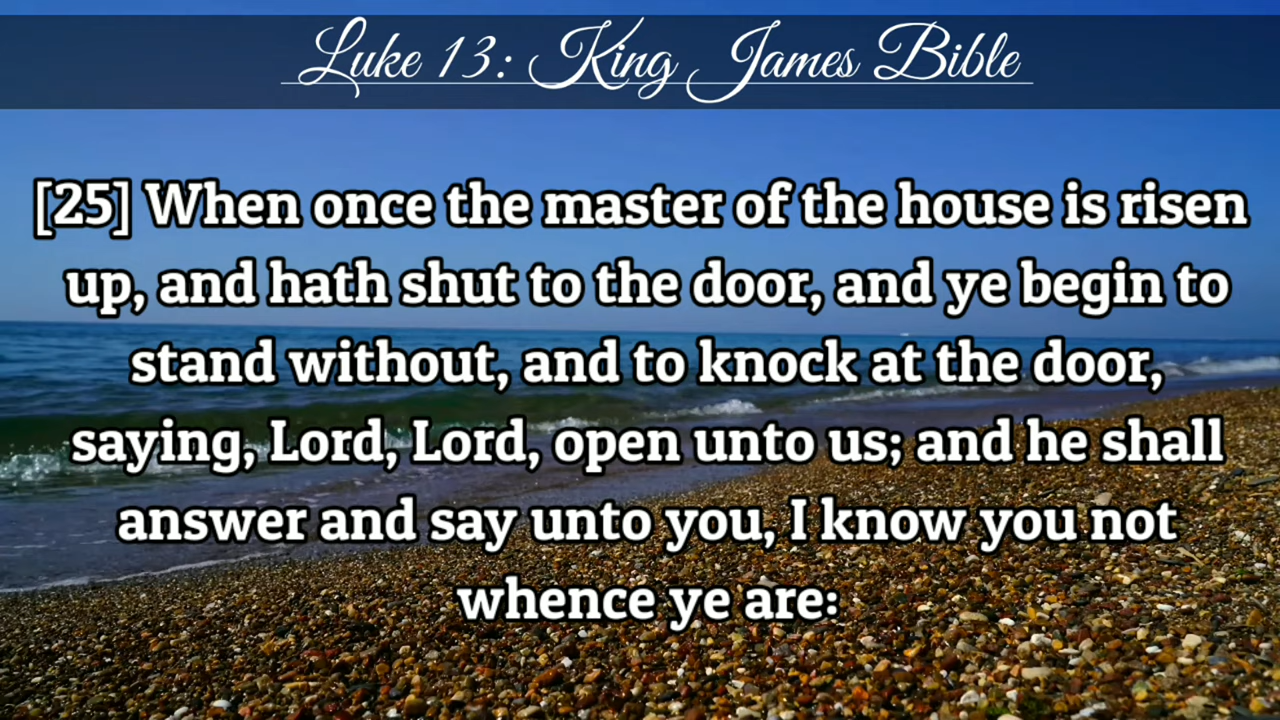 Luke 13: King James Bible
[25] When once the master of the house is risen
up, and hath shut to the door, and ye begin to
stand without, and to knock at the door,
saying, Lord, Lord, open unto us; and he shall
answer and say unto you, I know you not
whence ye are: